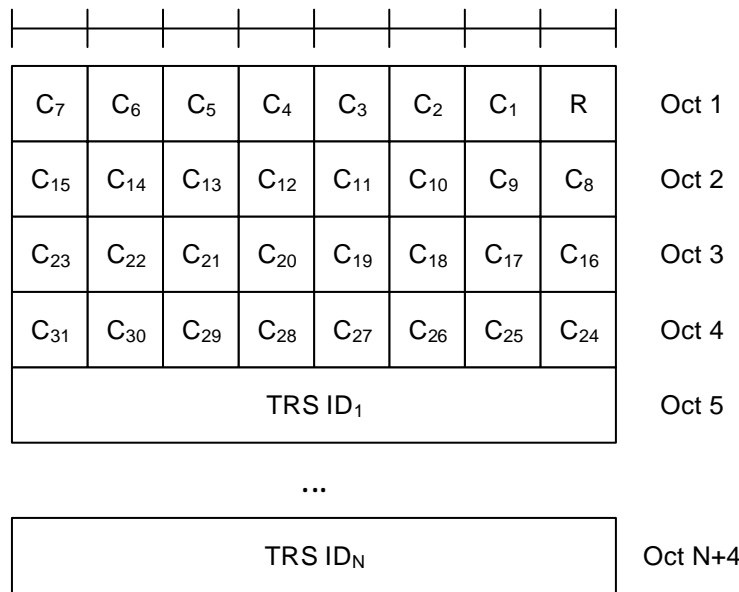 C₇ C₆ C₅ C₄ C₃ C₂ C₁ R Oct 1
C₁₅ C₁₄ C₁₃ C₁₂ C₁₁ C₁₀ C₉ C₈ Oct 2
C₂₃ C₂₂ C₂₁ C₂₀ C₁₉ C₁₈ C₁₇ C₁₆ Oct 3
C₃₁ C₃₀ C₂₉ C₂₈ C₂₇ C₂₆ C₂₅ C₂₄ Oct 4
TRS ID₁ Oct 5
...
TRS ID_N Oct N+4